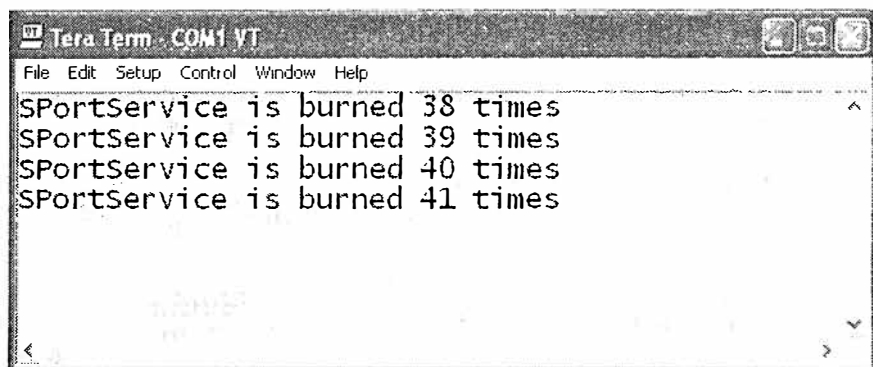 Tera Term - COM1 VT
File Edit Setup Control Window Help
SPortService is burned 38 times
SPortService is burned 39 times
SPortService is burned 40 times
SPortService is burned 41 times